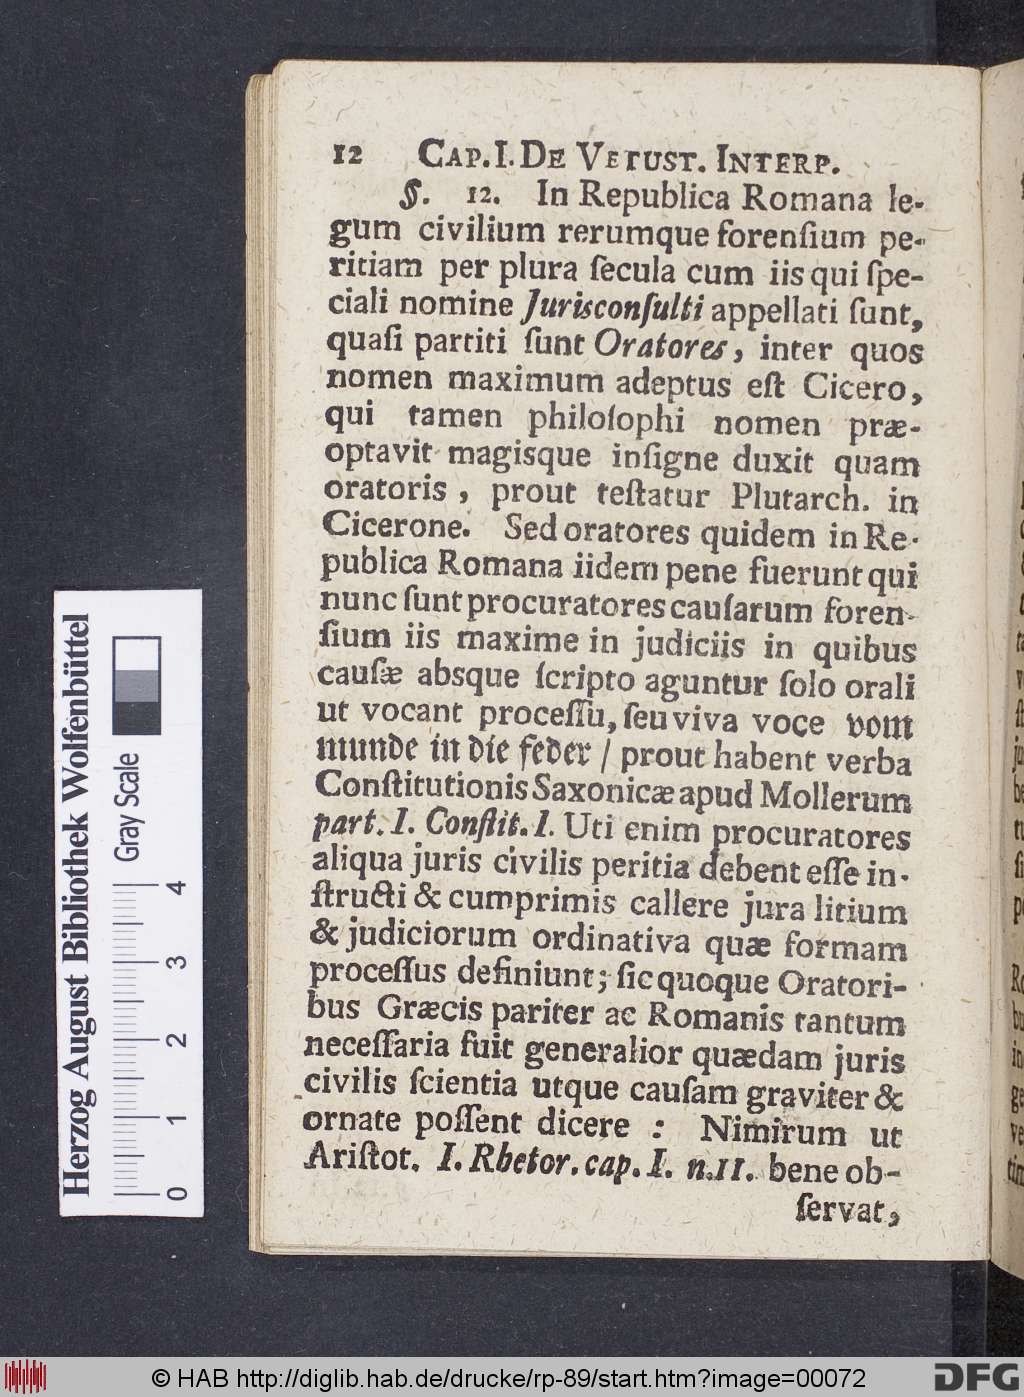 12 CAP. I. DE VETUST. INTERP.
§. 12. In Republica Romana le-
gum civilium rerumque forenſium pe-
ritiam per plura ſecula cum iis qui ſpe-
ciali nomine Jurisconſulti appellati ſunt,
quaſi partiti ſunt Oratores, inter quos
nomen maximum adeptus eſt Cicero,
qui tamen philoſophi nomen præ-
optavit magisque inſigne duxit quam
oratoris, prout teſtatur Plutarch. in
Cicerone. Sed oratores quidem in Re-
publica Romana iidem pene fuerunt qui
nunc ſunt procuratores cauſarum foren-
ſium iis maxime in judiciis in quibus
cauſæ absque ſcripto aguntur ſolo orali
ut vocant proceſſu, ſeu viva voce vom
munde in die feder / prout habent verba
Conſtitutionis Saxonicæ apud Mollerum
part. I. Conſtit. I. Uti enim procuratores
aliqua juris civilis peritia debent eſſe in-
ſtructi & cumprimis callere jura litium
& judiciorum ordinativa quæ formam
proceſſus definiunt; ſic quoque Oratori-
bus Græcis pariter ac Romanis tantum
neceſſaria fuit generalior quædam juris
civilis ſcientia utque cauſam graviter &
ornate poſſent dicere : Nimirum ut
Ariſtot. I. Rhetor. cap. I. n. 11. bene ob-
ſervat,
Herzog August Bibliothek Wolfenbüttel
Gray Scale
0 1 2 3 4
© HAB http://diglib.hab.de/drucke/rp-89/start.htm?image=00072
DFG